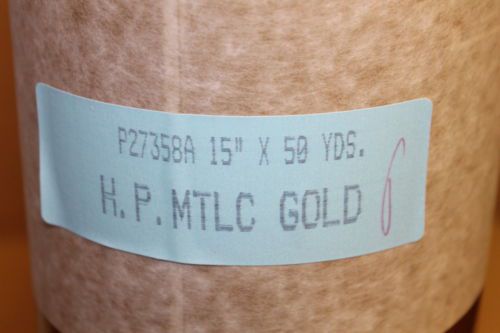 P27358A 15" X 50 YDS.
H.P. MTLC GOLD